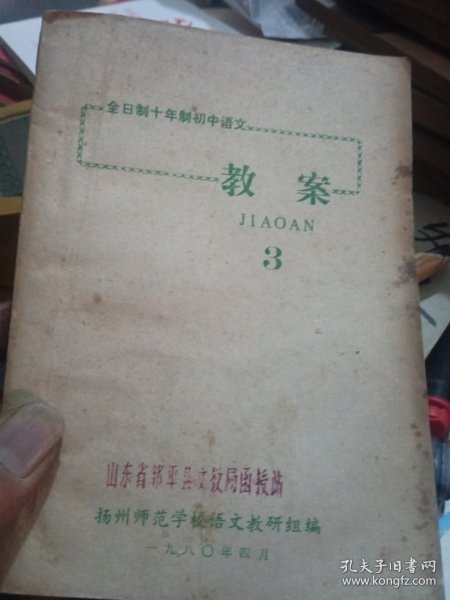 全日制十年制初中语文
教案
JIAOAN
3
山东省邹平县文教局函授站
扬州师范学校语文教研组编
一九八〇年四月
孔夫子旧书网
www.kongfz.com